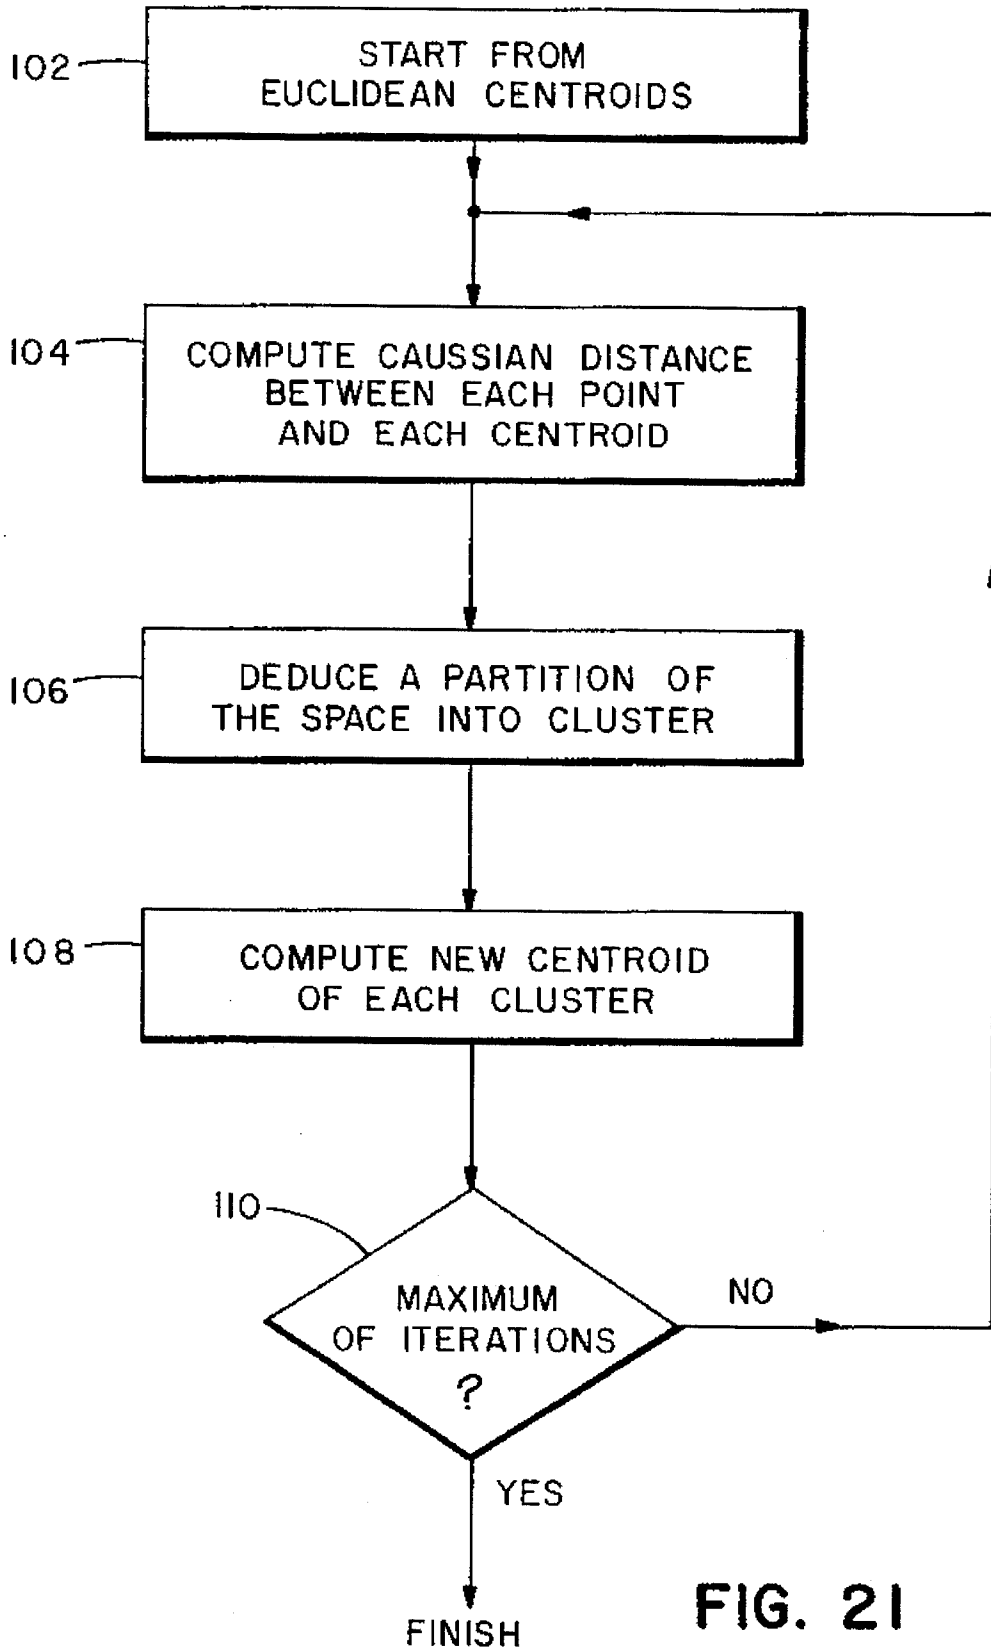 102
START FROM
EUCLIDEAN CENTROIDS
104
COMPUTE CAUSSIAN DISTANCE
BETWEEN EACH POINT
AND EACH CENTROID
106
DEDUCE A PARTITION OF
THE SPACE INTO CLUSTER
108
COMPUTE NEW CENTROID
OF EACH CLUSTER
110
MAXIMUM
OF ITERATIONS
?
NO
YES
FINISH
FIG. 21